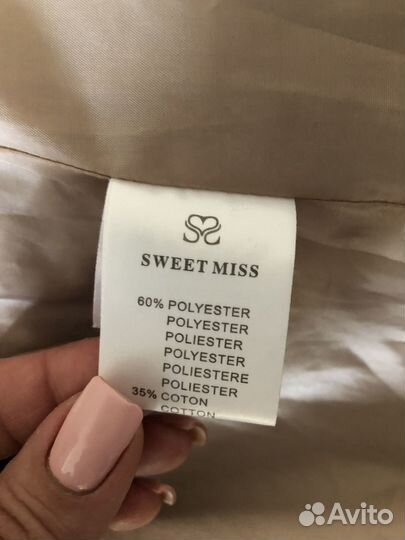 SWEET MISS
60% POLYESTER
POLYESTER
POLIESTER
POLYESTER
POLIESTERE
POLIESTER
35% COTON
COTTON
Avito